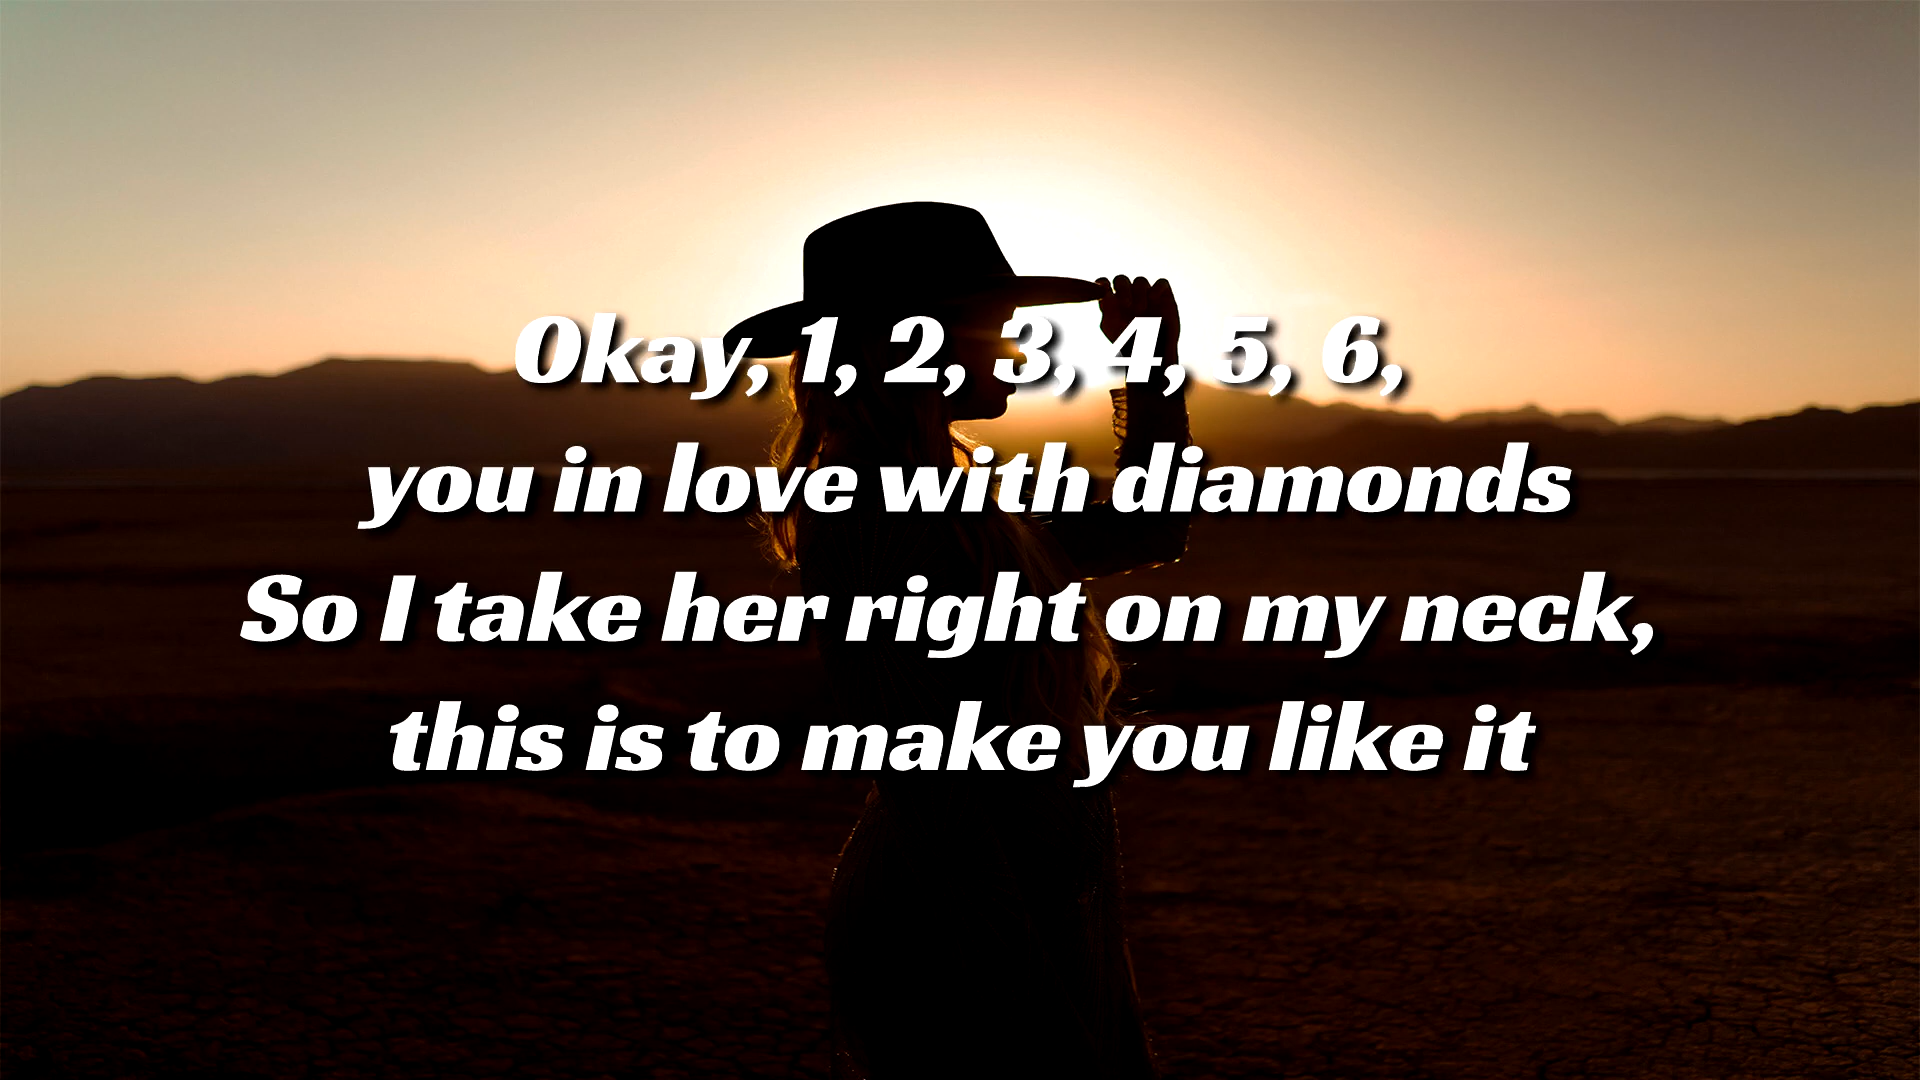 Okay, 1, 2, 3, 4, 5, 6,
you in love with diamonds
So I take her right on my neck,
this is to make you like it